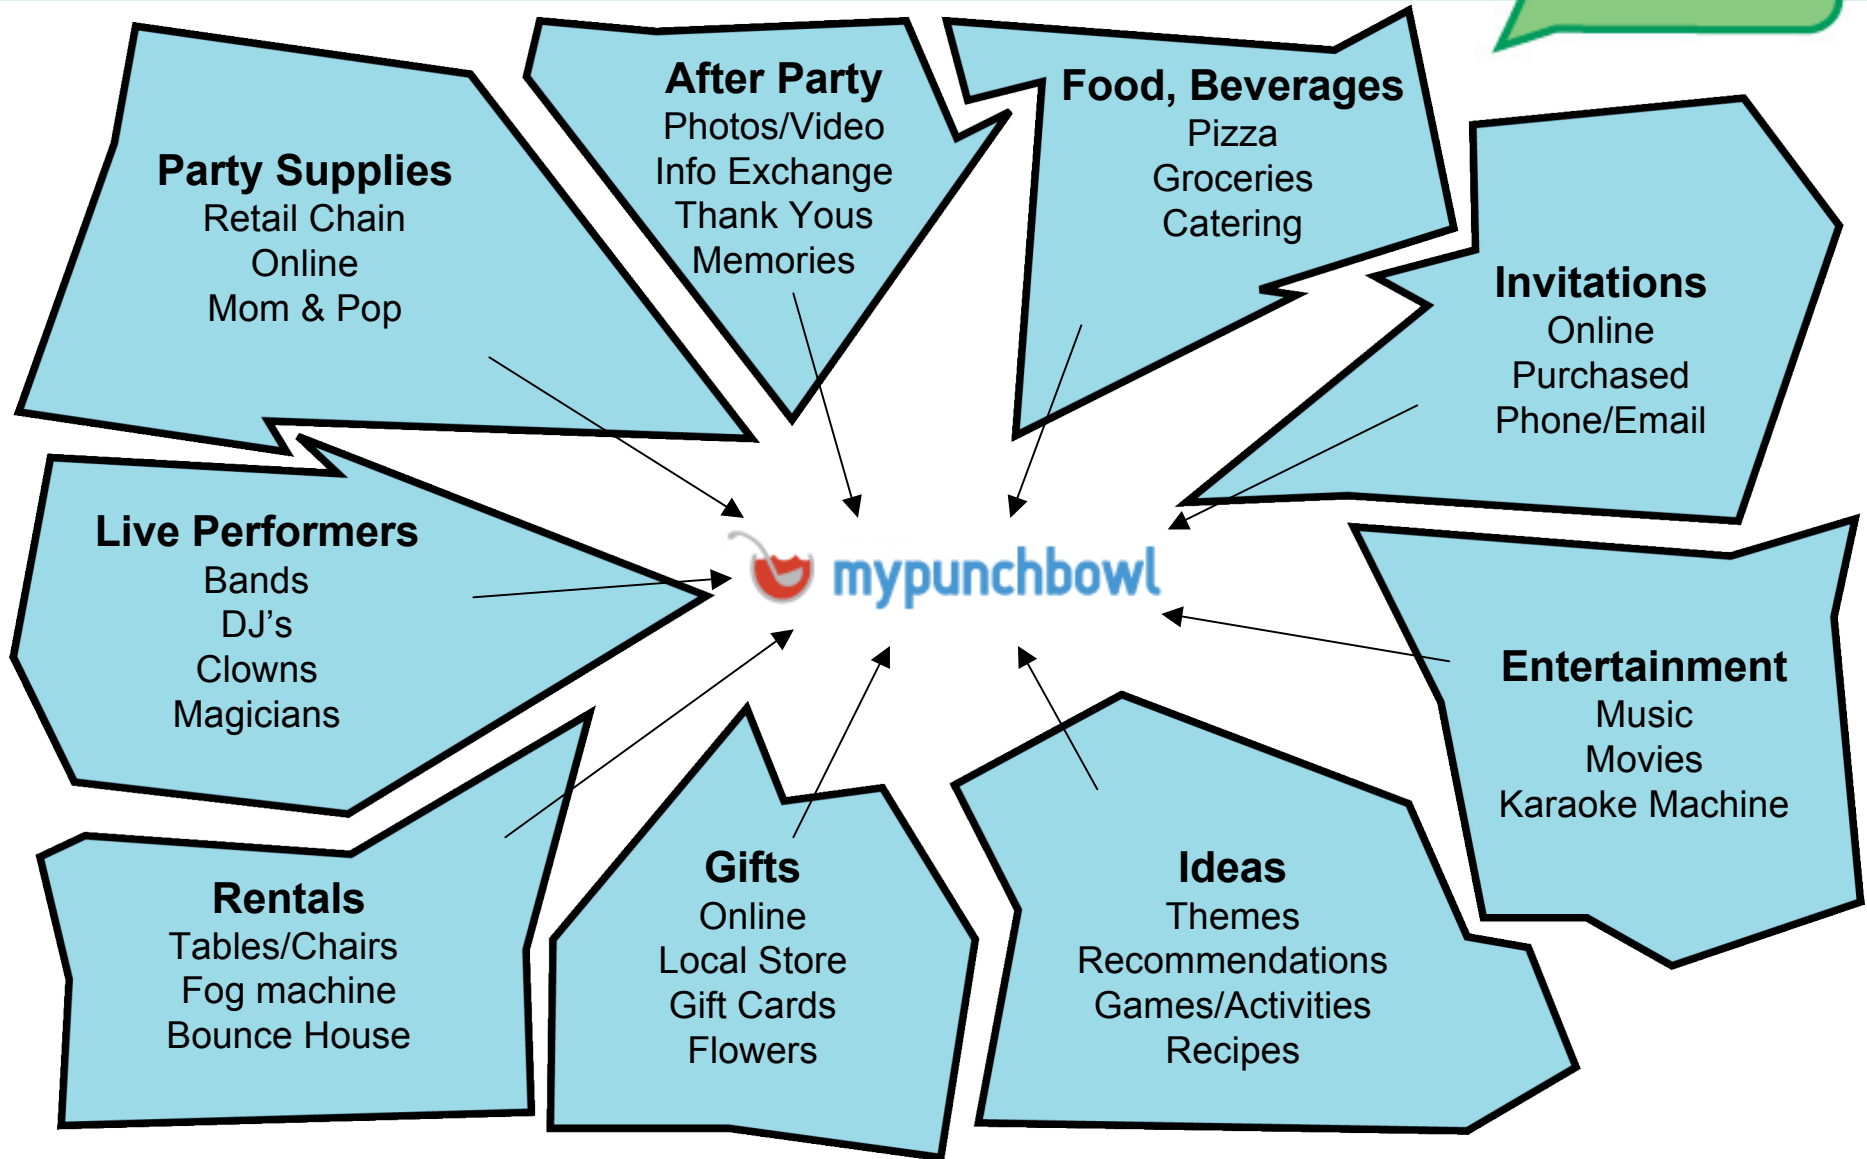 Party Supplies
Retail Chain
Online
Mom & Pop
After Party
Photos/Video
Info Exchange
Thank Yous
Memories
Food, Beverages
Pizza
Groceries
Catering
Invitations
Online
Purchased
Phone/Email
Live Performers
Bands
DJ’s
Clowns
Magicians
mypunchbowl
Entertainment
Music
Movies
Karaoke Machine
Rentals
Tables/Chairs
Fog machine
Bounce House
Gifts
Online
Local Store
Gift Cards
Flowers
Ideas
Themes
Recommendations
Games/Activities
Recipes